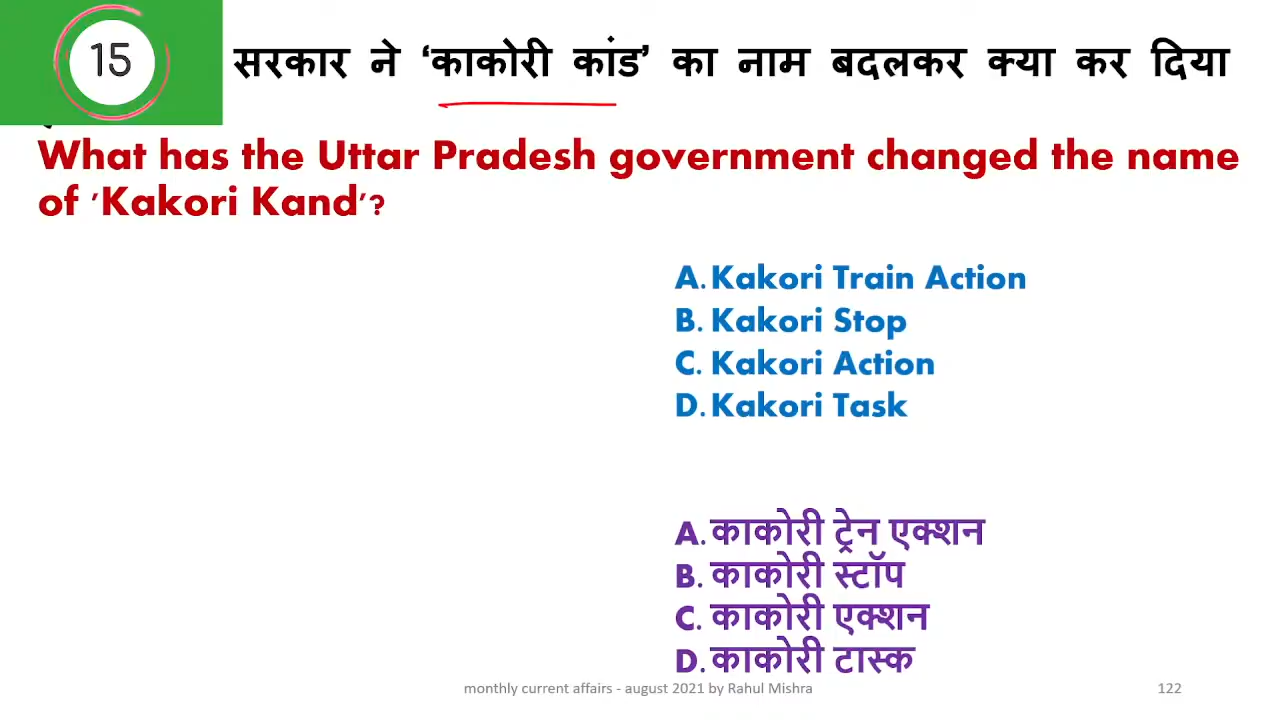 15
सरकार ने ‘काकोरी कांड’ का नाम बदलकर क्या कर दिया
What has the Uttar Pradesh government changed the name
of ‘Kakori Kand’?
A. Kakori Train Action
B. Kakori Stop
C. Kakori Action
D. Kakori Task
A. काकोरी ट्रेन एक्शन
B. काकोरी स्टॉप
C. काकोरी एक्शन
D. काकोरी टास्क
monthly current affairs - august 2021 by Rahul Mishra
122